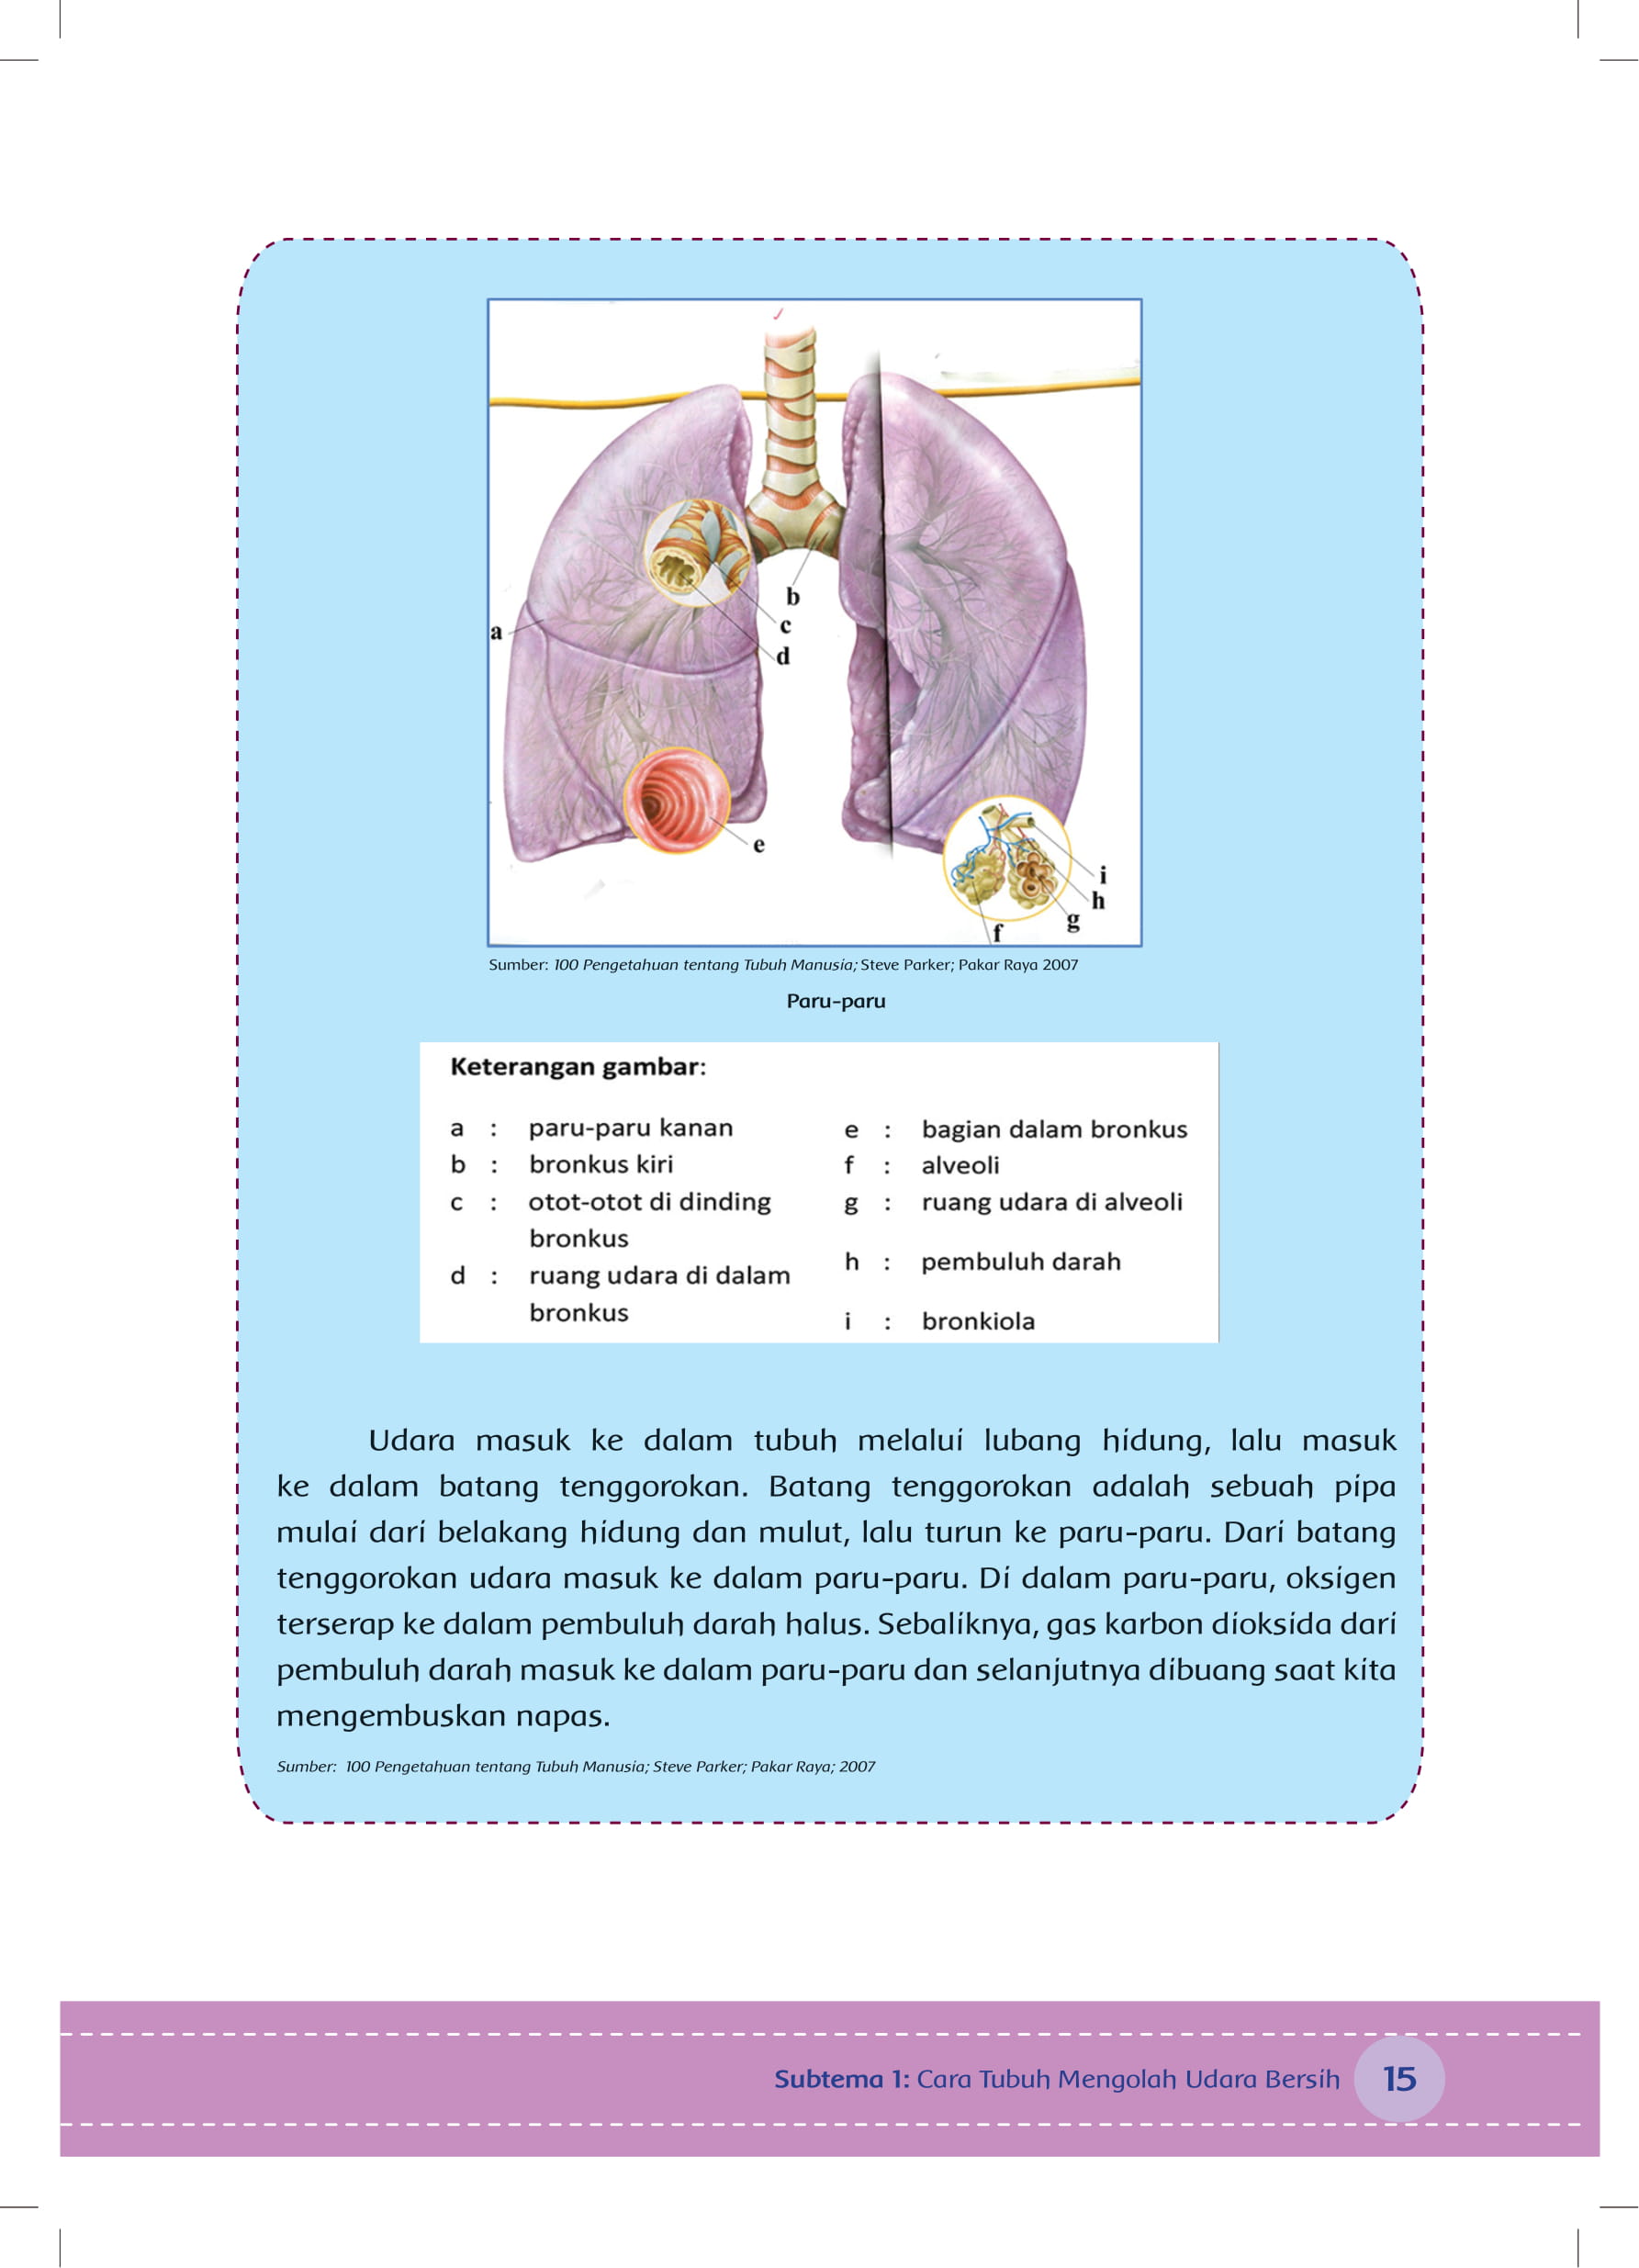 a
b
c
d
e
i
h
g
f
Sumber: 100 Pengetahuan tentang Tubuh Manusia; Steve Parker; Pakar Raya 2007
Paru-paru
Keterangan gambar:
a : paru-paru kanan
b : bronkus kiri
c : otot-otot di dinding
bronkus
d : ruang udara di dalam
bronkus
e : bagian dalam bronkus
f : alveoli
g : ruang udara di alveoli
h : pembuluh darah
i : bronkiola
Udara masuk ke dalam tubuh melalui lubang hidung, lalu masuk
ke dalam batang tenggorokan. Batang tenggorokan adalah sebuah pipa
mulai dari belakang hidung dan mulut, lalu turun ke paru-paru. Dari batang
tenggorokan udara masuk ke dalam paru-paru. Di dalam paru-paru, oksigen
terserap ke dalam pembuluh darah halus. Sebaliknya, gas karbon dioksida dari
pembuluh darah masuk ke dalam paru-paru dan selanjutnya dibuang saat kita
mengembuskan napas.
Sumber: 100 Pengetahuan tentang Tubuh Manusia; Steve Parker; Pakar Raya; 2007
Subtema 1: Cara Tubuh Mengolah Udara Bersih 15